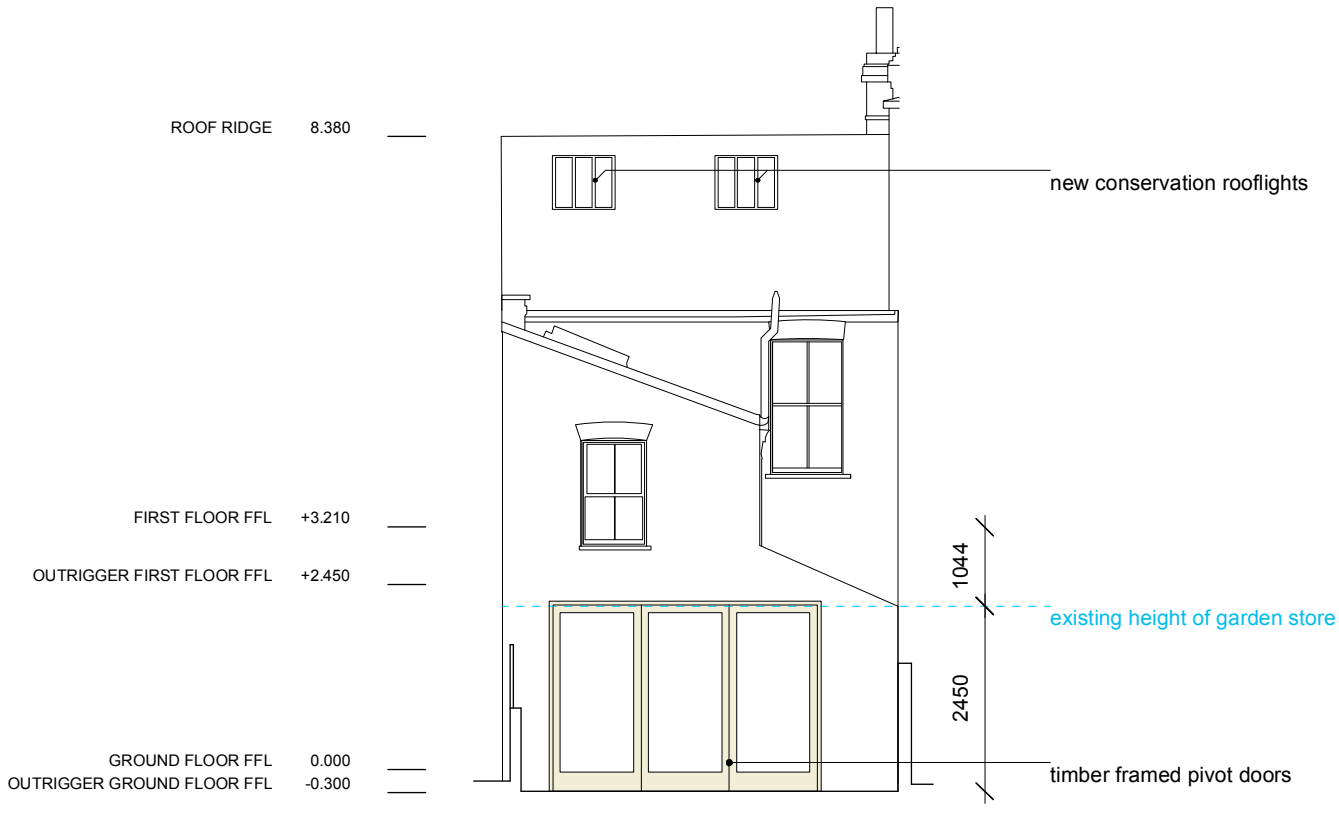 ROOF RIDGE 8.380
new conservation rooflights
FIRST FLOOR FFL +3.210
OUTRIGGER FIRST FLOOR FFL +2.450
1044
existing height of garden store
2450
GROUND FLOOR FFL 0.000
OUTRIGGER GROUND FLOOR FFL -0.300
timber framed pivot doors